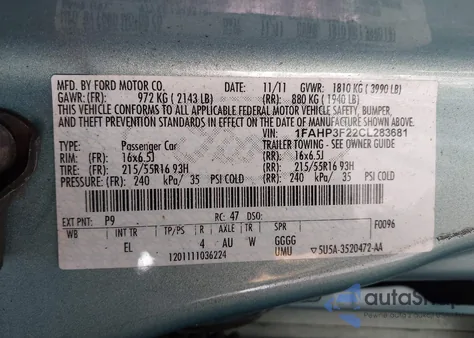 MFD. BY FORD MOTOR CO. DATE: 11/11 GVWR: 1810 KG ( 3990 LB)
GAWR: (FR) 972 KG ( 2143 LB) (RR): 880 KG ( 1940 LB)
THIS VEHICLE CONFORMS TO ALL APPLICABLE FEDERAL MOTOR VEHICLE SAFETY, BUMPER,
AND THEFT PREVENTION STANDARDS IN EFFECT ON THE DATE OF MANUFACTURE SHOWN ABOVE.
VIN: 1FAHP3F22CL283681
TYPE: Passenger Car TRAILER TOWING - SEE OWNER GUIDE
RIM: (FR) 16x6.5J (RR): 16x6.5J
TIRE: (FR): 215/55R16 93H (RR): 215/55R16 93H
PRESSURE: (FR): 240 kPa/ 35 PSI COLD (RR): 240 kPa/ 35 PSI COLD
EXT PNT: P9 RC: 47 DSO: F0096
WB INT TR TP/PS R AXLE TR SPR
EL 4 AU W GGGG
1201111036224 UMU 5U5A-3520472-AA